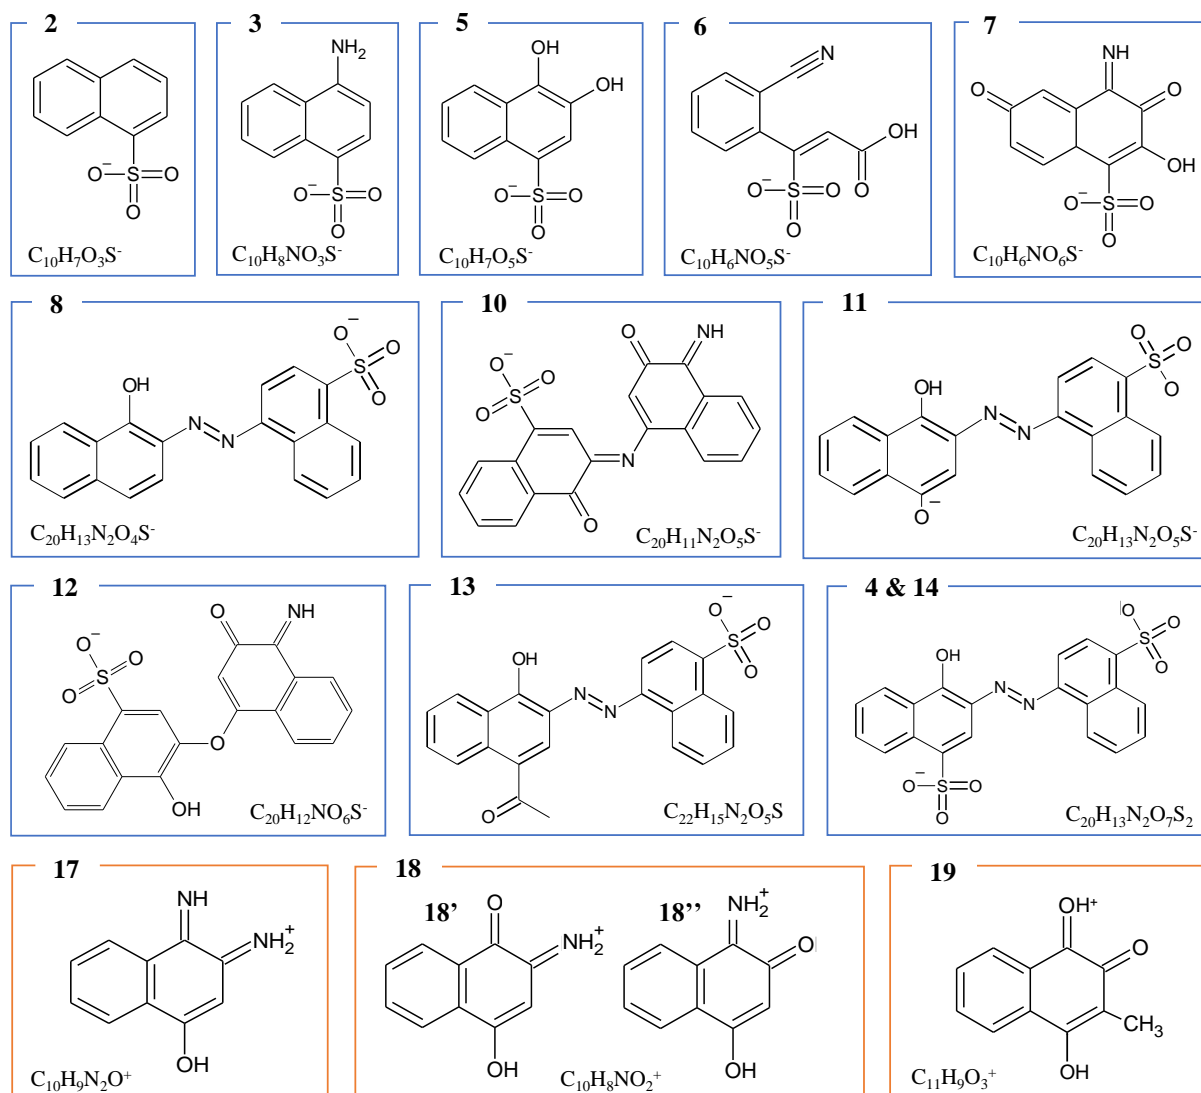 2
3
5
6
7
NH₂
OH
OH
N
OH
O
O⁻
S
O
O
NH
O
O
OH
O⁻
S
O
O
O⁻
S
O
O
O⁻
S
O
O
O⁻
S
O
O
C₁₀H₇O₃S⁻
C₁₀H₈NO₃S⁻
C₁₀H₇O₅S⁻
C₁₀H₆NO₅S⁻
C₁₀H₆NO₆S⁻
8
10
11
O⁻
S
O
O
OH
N
N
O
NH
O⁻
S
O
O
N
O
O
S
O
O
OH
N
N
O⁻
C₂₀H₁₃N₂O₄S⁻
C₂₀H₁₁N₂O₅S⁻
C₂₀H₁₃N₂O₅S⁻
12
13
4 & 14
O
NH
O⁻
S
O
O
O
OH
O⁻
S
O
O
OH
N
N
O
O
S
O
O
OH
N
N
O⁻
S
O
O
C₂₀H₁₂NO₆S⁻
C₂₂H₁₅N₂O₅S
C₂₀H₁₃N₂O₇S₂
17
18
19
NH
NH₂⁺
OH
18’
O
NH₂⁺
OH
18’’
NH₂⁺
O
OH
OH⁺
O
CH₃
OH
C₁₀H₉N₂O⁺
C₁₀H₈NO₂⁺
C₁₁H₉O₃⁺